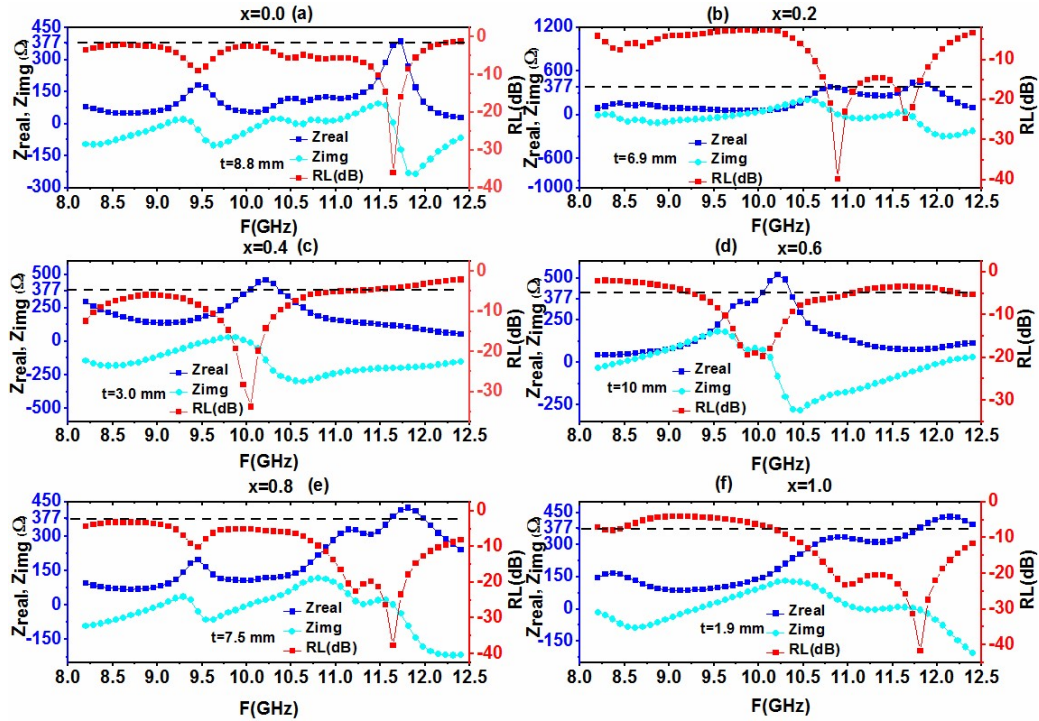 x=0.0 (a)
450
377
300
150
0
-150
-300
Zreal, Zimg (Ω)
0
-10
-20
-30
-40
RL(dB)
Zreal
Zimg
RL(dB)
t=8.8 mm
8.0 8.5 9.0 9.5 10.0 10.5 11.0 11.5 12.0 12.5
F(GHz)
(b) x=0.2
1200
900
600
377
300
0
-300
-600
-1000
Zreal, Zimg (Ω)
0
-10
-20
-30
-40
RL(dB)
Zreal
t=6.9 mm Zimg
RL(dB)
8.0 8.5 9.0 9.5 10.0 10.5 11.0 11.5 12.0 12.5
F(GHz)
x=0.4 (c)
500
377
250
0
-250
-500
Zreal, Zimg (Ω)
0
-10
-20
-30
RL(dB)
Zreal
t=3.0 mm Zimg
RL(dB)
8.0 8.5 9.0 9.5 10.0 10.5 11.0 11.5 12.0 12.5
F(GHz)
(d) x=0.6
500
377
250
0
-250
Zreal, Zimg (Ω)
0
-10
-20
-30
RL(dB)
Zreal
t=10 mm Zimg
RL(dB)
8.0 8.5 9.0 9.5 10.0 10.5 11.0 11.5 12.0 12.5
F(GHz)
x=0.8 (e)
450
377
300
150
0
-150
Zreal, Zimg (Ω)
0
-10
-20
-30
-40
RL(dB)
Zreal
Zimg
t=7.5 mm RL(dB)
8.0 8.5 9.0 9.5 10.0 10.5 11.0 11.5 12.0 12.5
F(GHz)
(f) x=1.0
450
377
300
150
0
-150
Zreal, Zimg (Ω)
0
-10
-20
-30
-40
RL(dB)
Zreal
Zimg
t=1.9 mm RL(dB)
8.0 8.5 9.0 9.5 10.0 10.5 11.0 11.5 12.0 12.5
F(GHz)